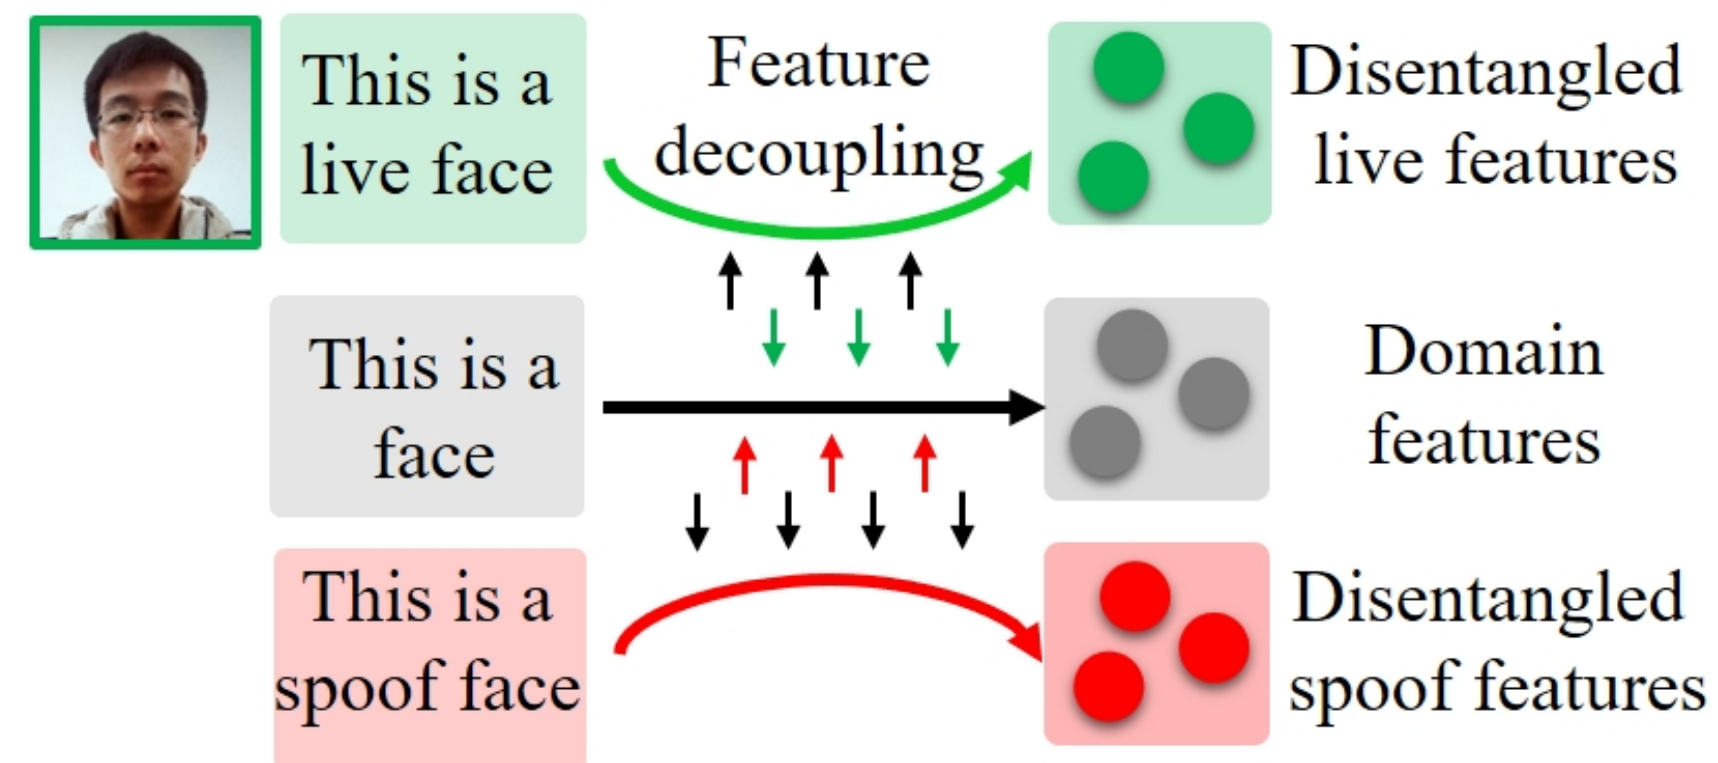 This is a
live face
Feature
decoupling
Disentangled
live features
This is a
face
Domain
features
This is a
spoof face
Disentangled
spoof features